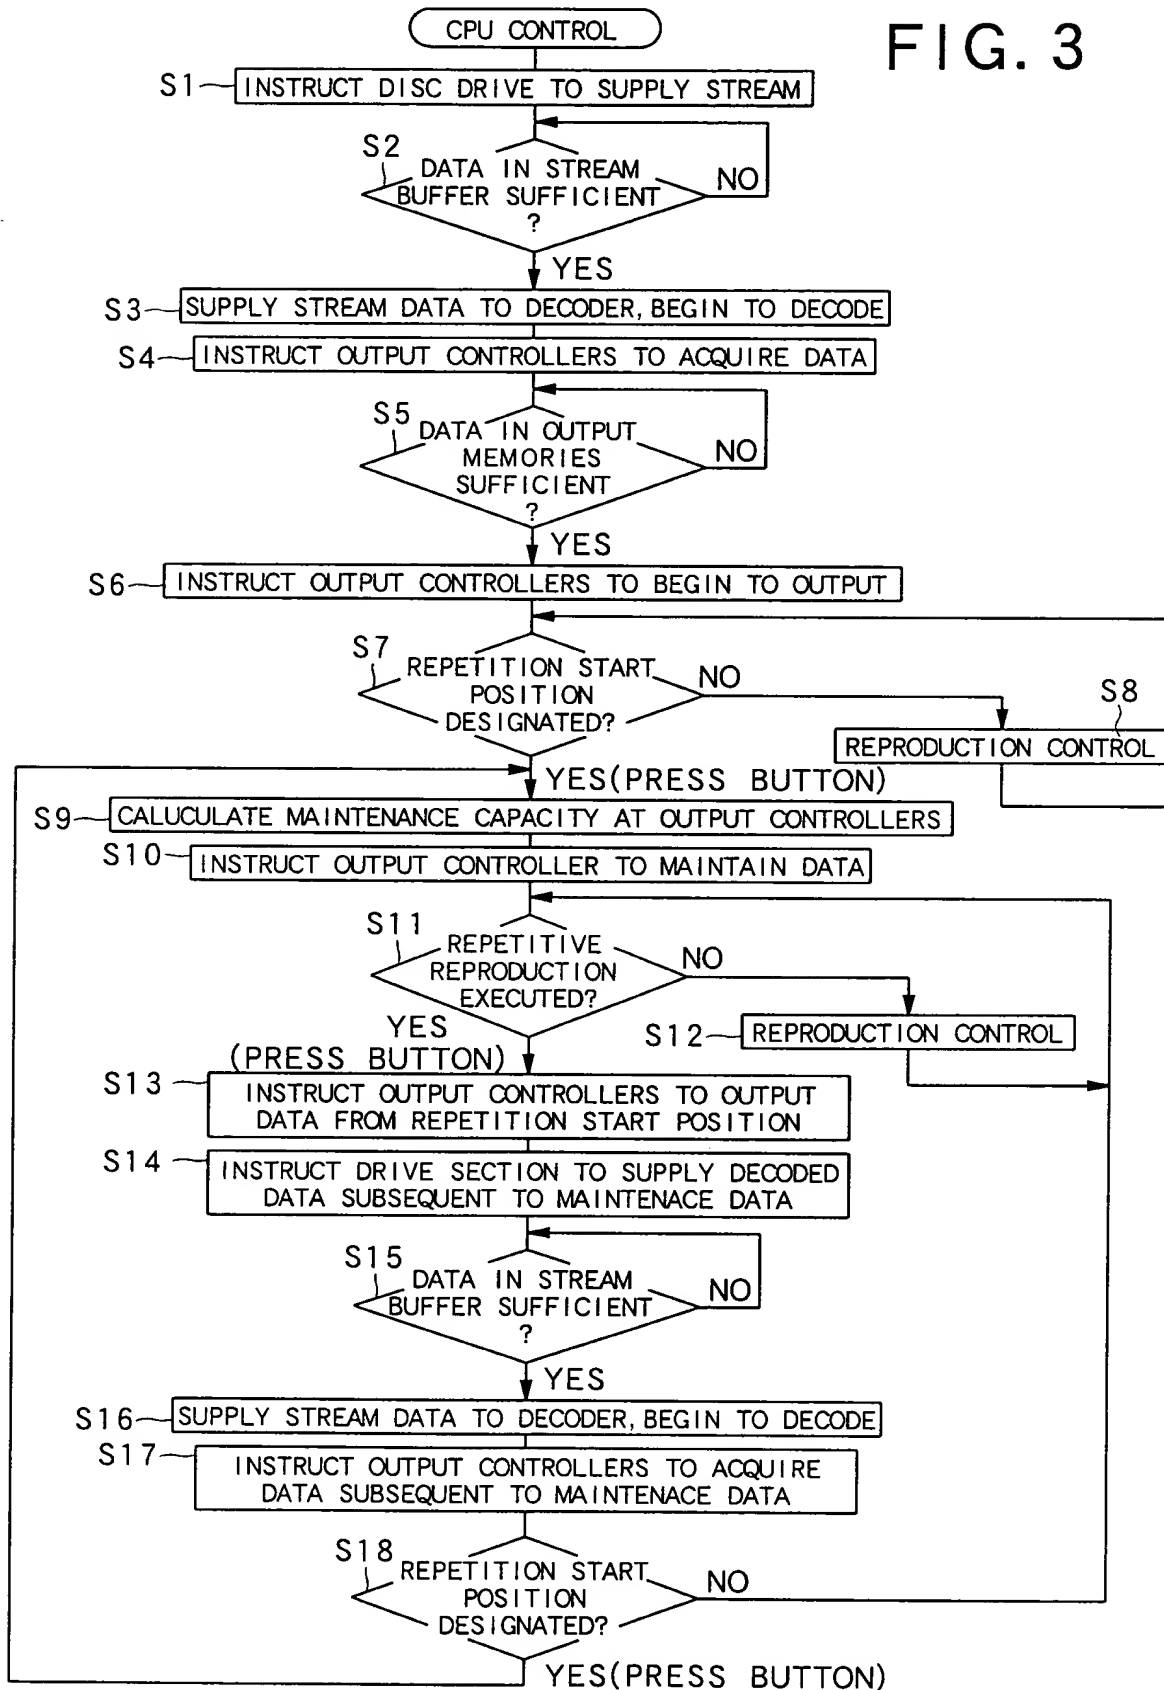 CPU CONTROL
FIG. 3
S1
INSTRUCT DISC DRIVE TO SUPPLY STREAM
S2
DATA IN STREAM
BUFFER SUFFICIENT
?
NO
YES
S3
SUPPLY STREAM DATA TO DECODER, BEGIN TO DECODE
S4
INSTRUCT OUTPUT CONTROLLERS TO ACQUIRE DATA
S5
DATA IN OUTPUT
MEMORIES
SUFFICIENT
?
NO
YES
S6
INSTRUCT OUTPUT CONTROLLERS TO BEGIN TO OUTPUT
S7
REPETITION START
POSITION
DESIGNATED?
NO
S8
REPRODUCTION CONTROL
YES(PRESS BUTTON)
S9
CALUCULATE MAINTENANCE CAPACITY AT OUTPUT CONTROLLERS
S10
INSTRUCT OUTPUT CONTROLLER TO MAINTAIN DATA
S11
REPETITIVE
REPRODUCTION
EXECUTED?
NO
S12
REPRODUCTION CONTROL
YES
(PRESS BUTTON)
S13
INSTRUCT OUTPUT CONTROLLERS TO OUTPUT
DATA FROM REPETITION START POSITION
S14
INSTRUCT DRIVE SECTION TO SUPPLY DECODED
DATA SUBSEQUENT TO MAINTENACE DATA
S15
DATA IN STREAM
BUFFER SUFFICIENT
?
NO
YES
S16
SUPPLY STREAM DATA TO DECODER, BEGIN TO DECODE
S17
INSTRUCT OUTPUT CONTROLLERS TO ACQUIRE
DATA SUBSEQUENT TO MAINTENACE DATA
S18
REPETITION START
POSITION
DESIGNATED?
NO
YES(PRESS BUTTON)